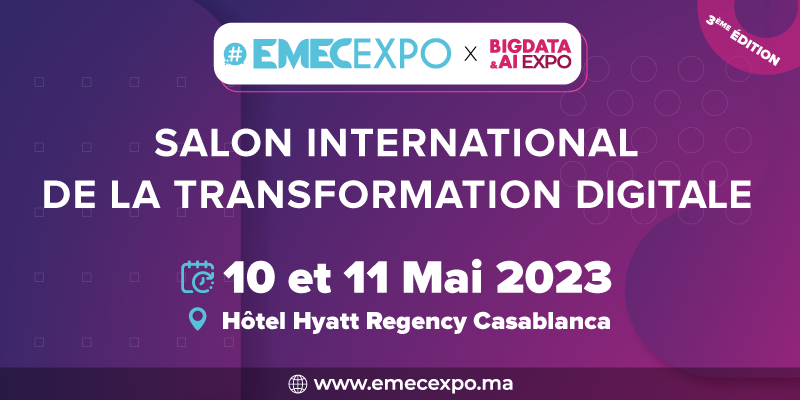 #EMECEXPO x BIGDATA & AI EXPO
3ÈME ÉDITION
SALON INTERNATIONAL
DE LA TRANSFORMATION DIGITALE
10 et 11 Mai 2023
Hôtel Hyatt Regency Casablanca
www.emecexpo.ma